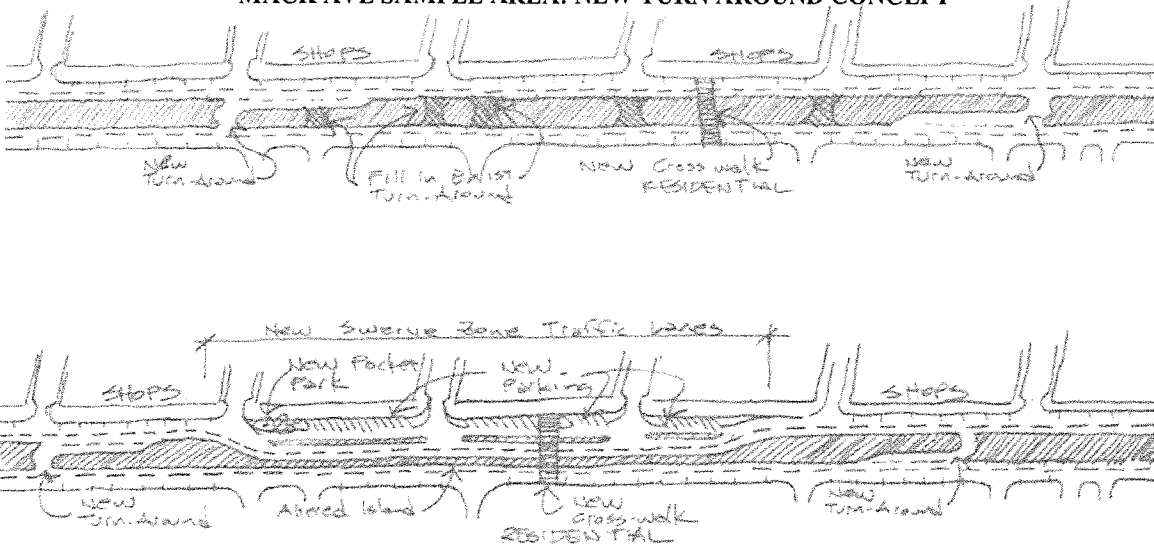 MACK AVE SAMPLE AREA: NEW TURN AROUND CONCEPT
SHOPS
SHOPS
New
Turn-Around
Fill in Exist
Turn-Around
New Crosswalk
RESIDENTIAL
New
Turn-Around
New Swerve Zone Traffic Lanes
SHOPS
New Pocket
Park
New
Parking
SHOPS
New
Turn-Around
Altered Island
New
Cross-walk
RESIDENTIAL
New
Turn-Around